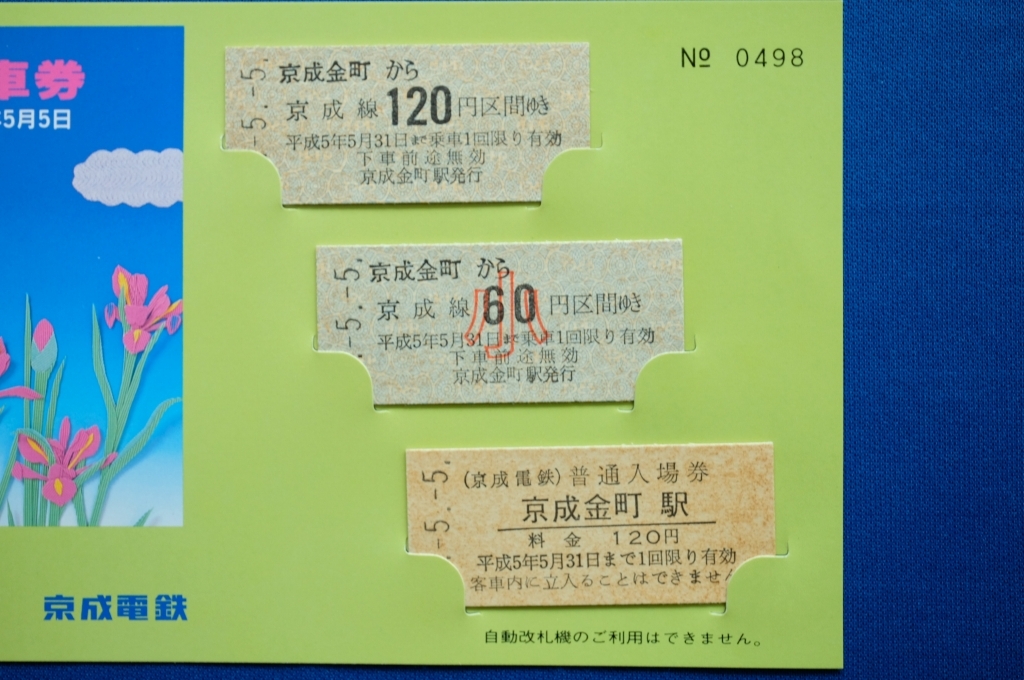 車券
5月5日
京成電鉄
№ 0498
5.-5.
京成金町 から
京成線120円区間ゆき
平成5年5月31日まで乗車1回限り有効
下車前途無効
京成金町駅発行
-5.-5.
京成金町 から
京成線 60 円区間ゆき
小
平成5年5月31日まで乗車1回限り有効
下車前途無効
京成金町駅発行
-5.-5.
(京成電鉄)普通入場券
京成金町 駅
料金 120円
平成5年5月31日まで1回限り有効
客車内に立入ることはできません
自動改札機のご利用はできません。